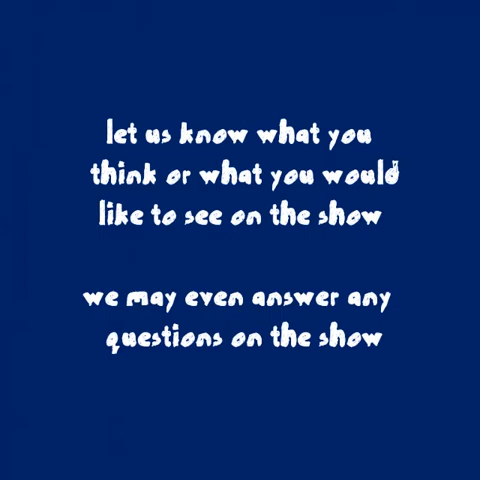 let us know what you
think or what you would
like to see on the show
we may even answer any
questions on the show